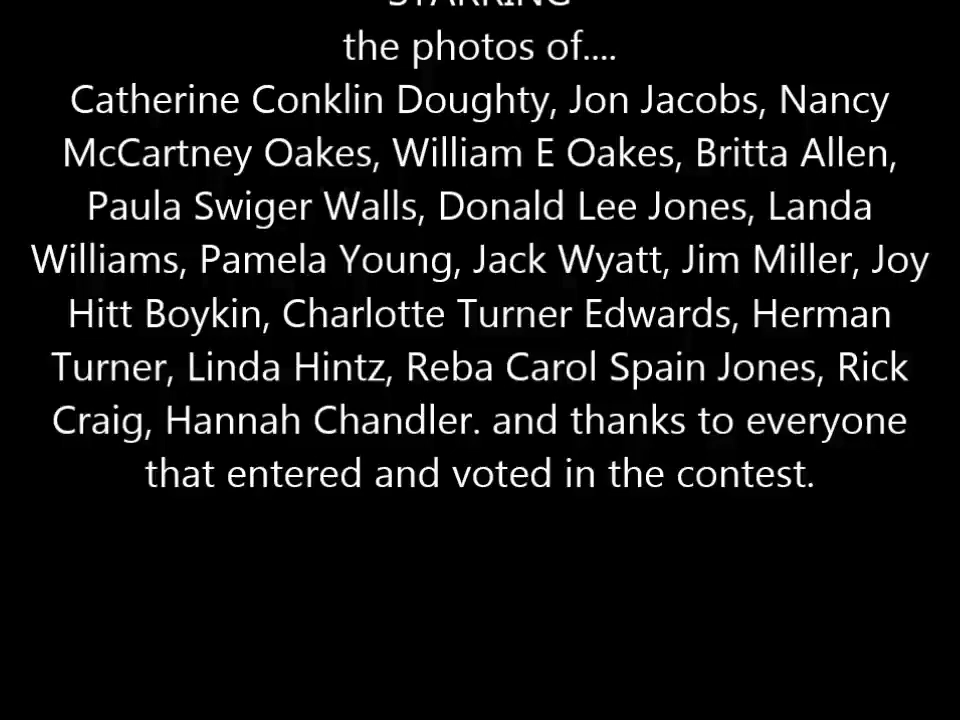 STARRING
the photos of....
Catherine Conklin Doughty, Jon Jacobs, Nancy
McCartney Oakes, William E Oakes, Britta Allen,
Paula Swiger Walls, Donald Lee Jones, Landa
Williams, Pamela Young, Jack Wyatt, Jim Miller, Joy
Hitt Boykin, Charlotte Turner Edwards, Herman
Turner, Linda Hintz, Reba Carol Spain Jones, Rick
Craig, Hannah Chandler. and thanks to everyone
that entered and voted in the contest.